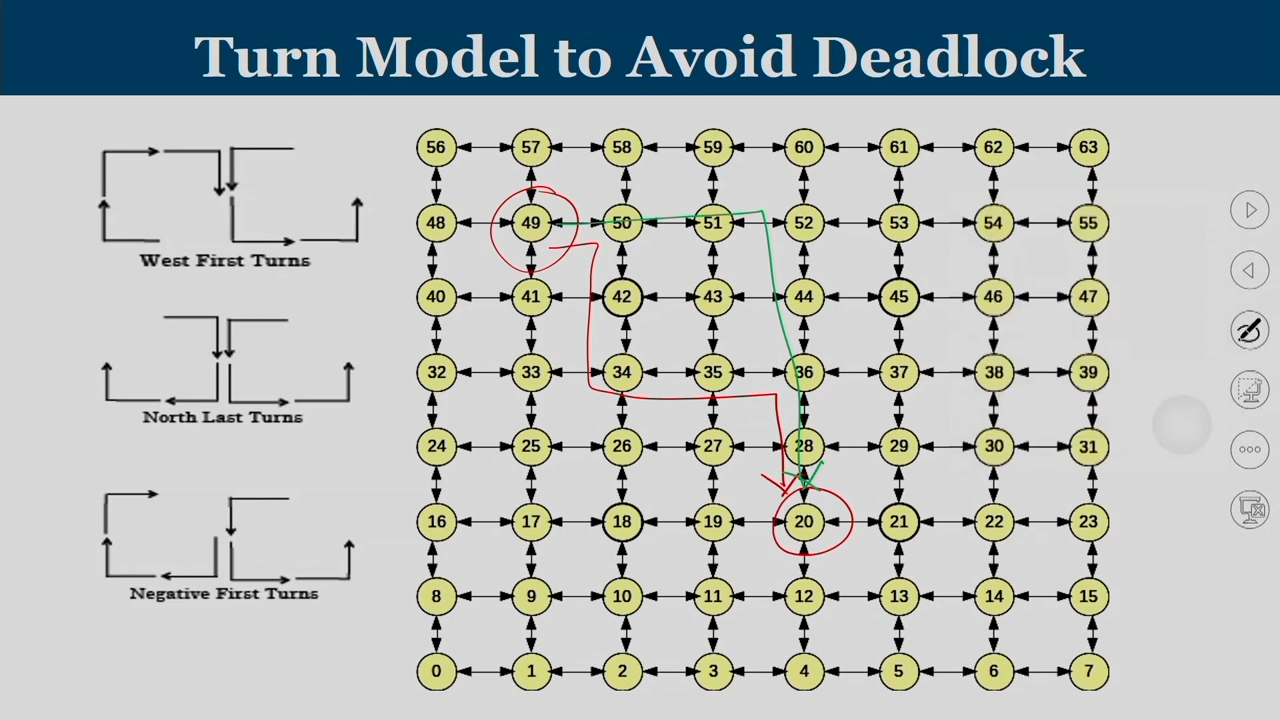 Turn Model to Avoid Deadlock
West First Turns
North Last Turns
Negative First Turns
56 57 58 59 60 61 62 63
48 49 50 51 52 53 54 55
40 41 42 43 44 45 46 47
32 33 34 35 36 37 38 39
24 25 26 27 28 29 30 31
16 17 18 19 20 21 22 23
8 9 10 11 12 13 14 15
0 1 2 3 4 5 6 7